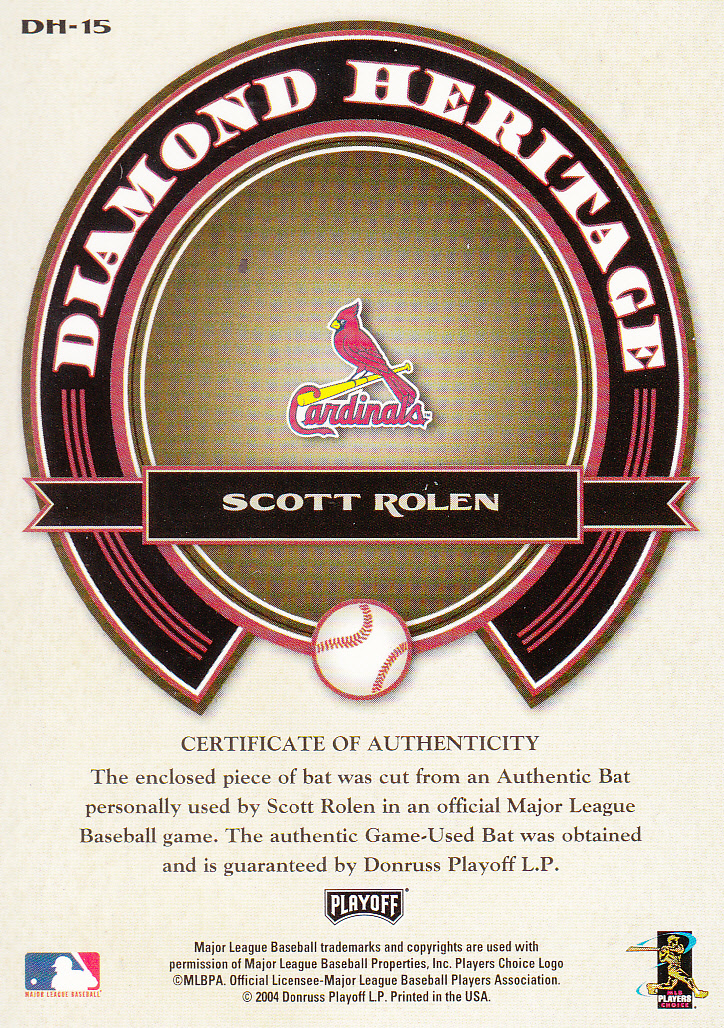 DH-15
DIAMOND HERITAGE
Cardinals™
SCOTT ROLEN
CERTIFICATE OF AUTHENTICITY
The enclosed piece of bat was cut from an Authentic Bat
personally used by Scott Rolen in an official Major League
Baseball game. The authentic Game-Used Bat was obtained
and is guaranteed by Donruss Playoff L.P.
PLAYOFF®
Major League Baseball trademarks and copyrights are used with
permission of Major League Baseball Properties, Inc. Players Choice Logo
©MLBPA. Official Licensee-Major League Baseball Players Association.
© 2004 Donruss Playoff L.P. Printed in the USA.
MAJOR LEAGUE BASEBALL®
MLB
PLAYERS
CHOICE